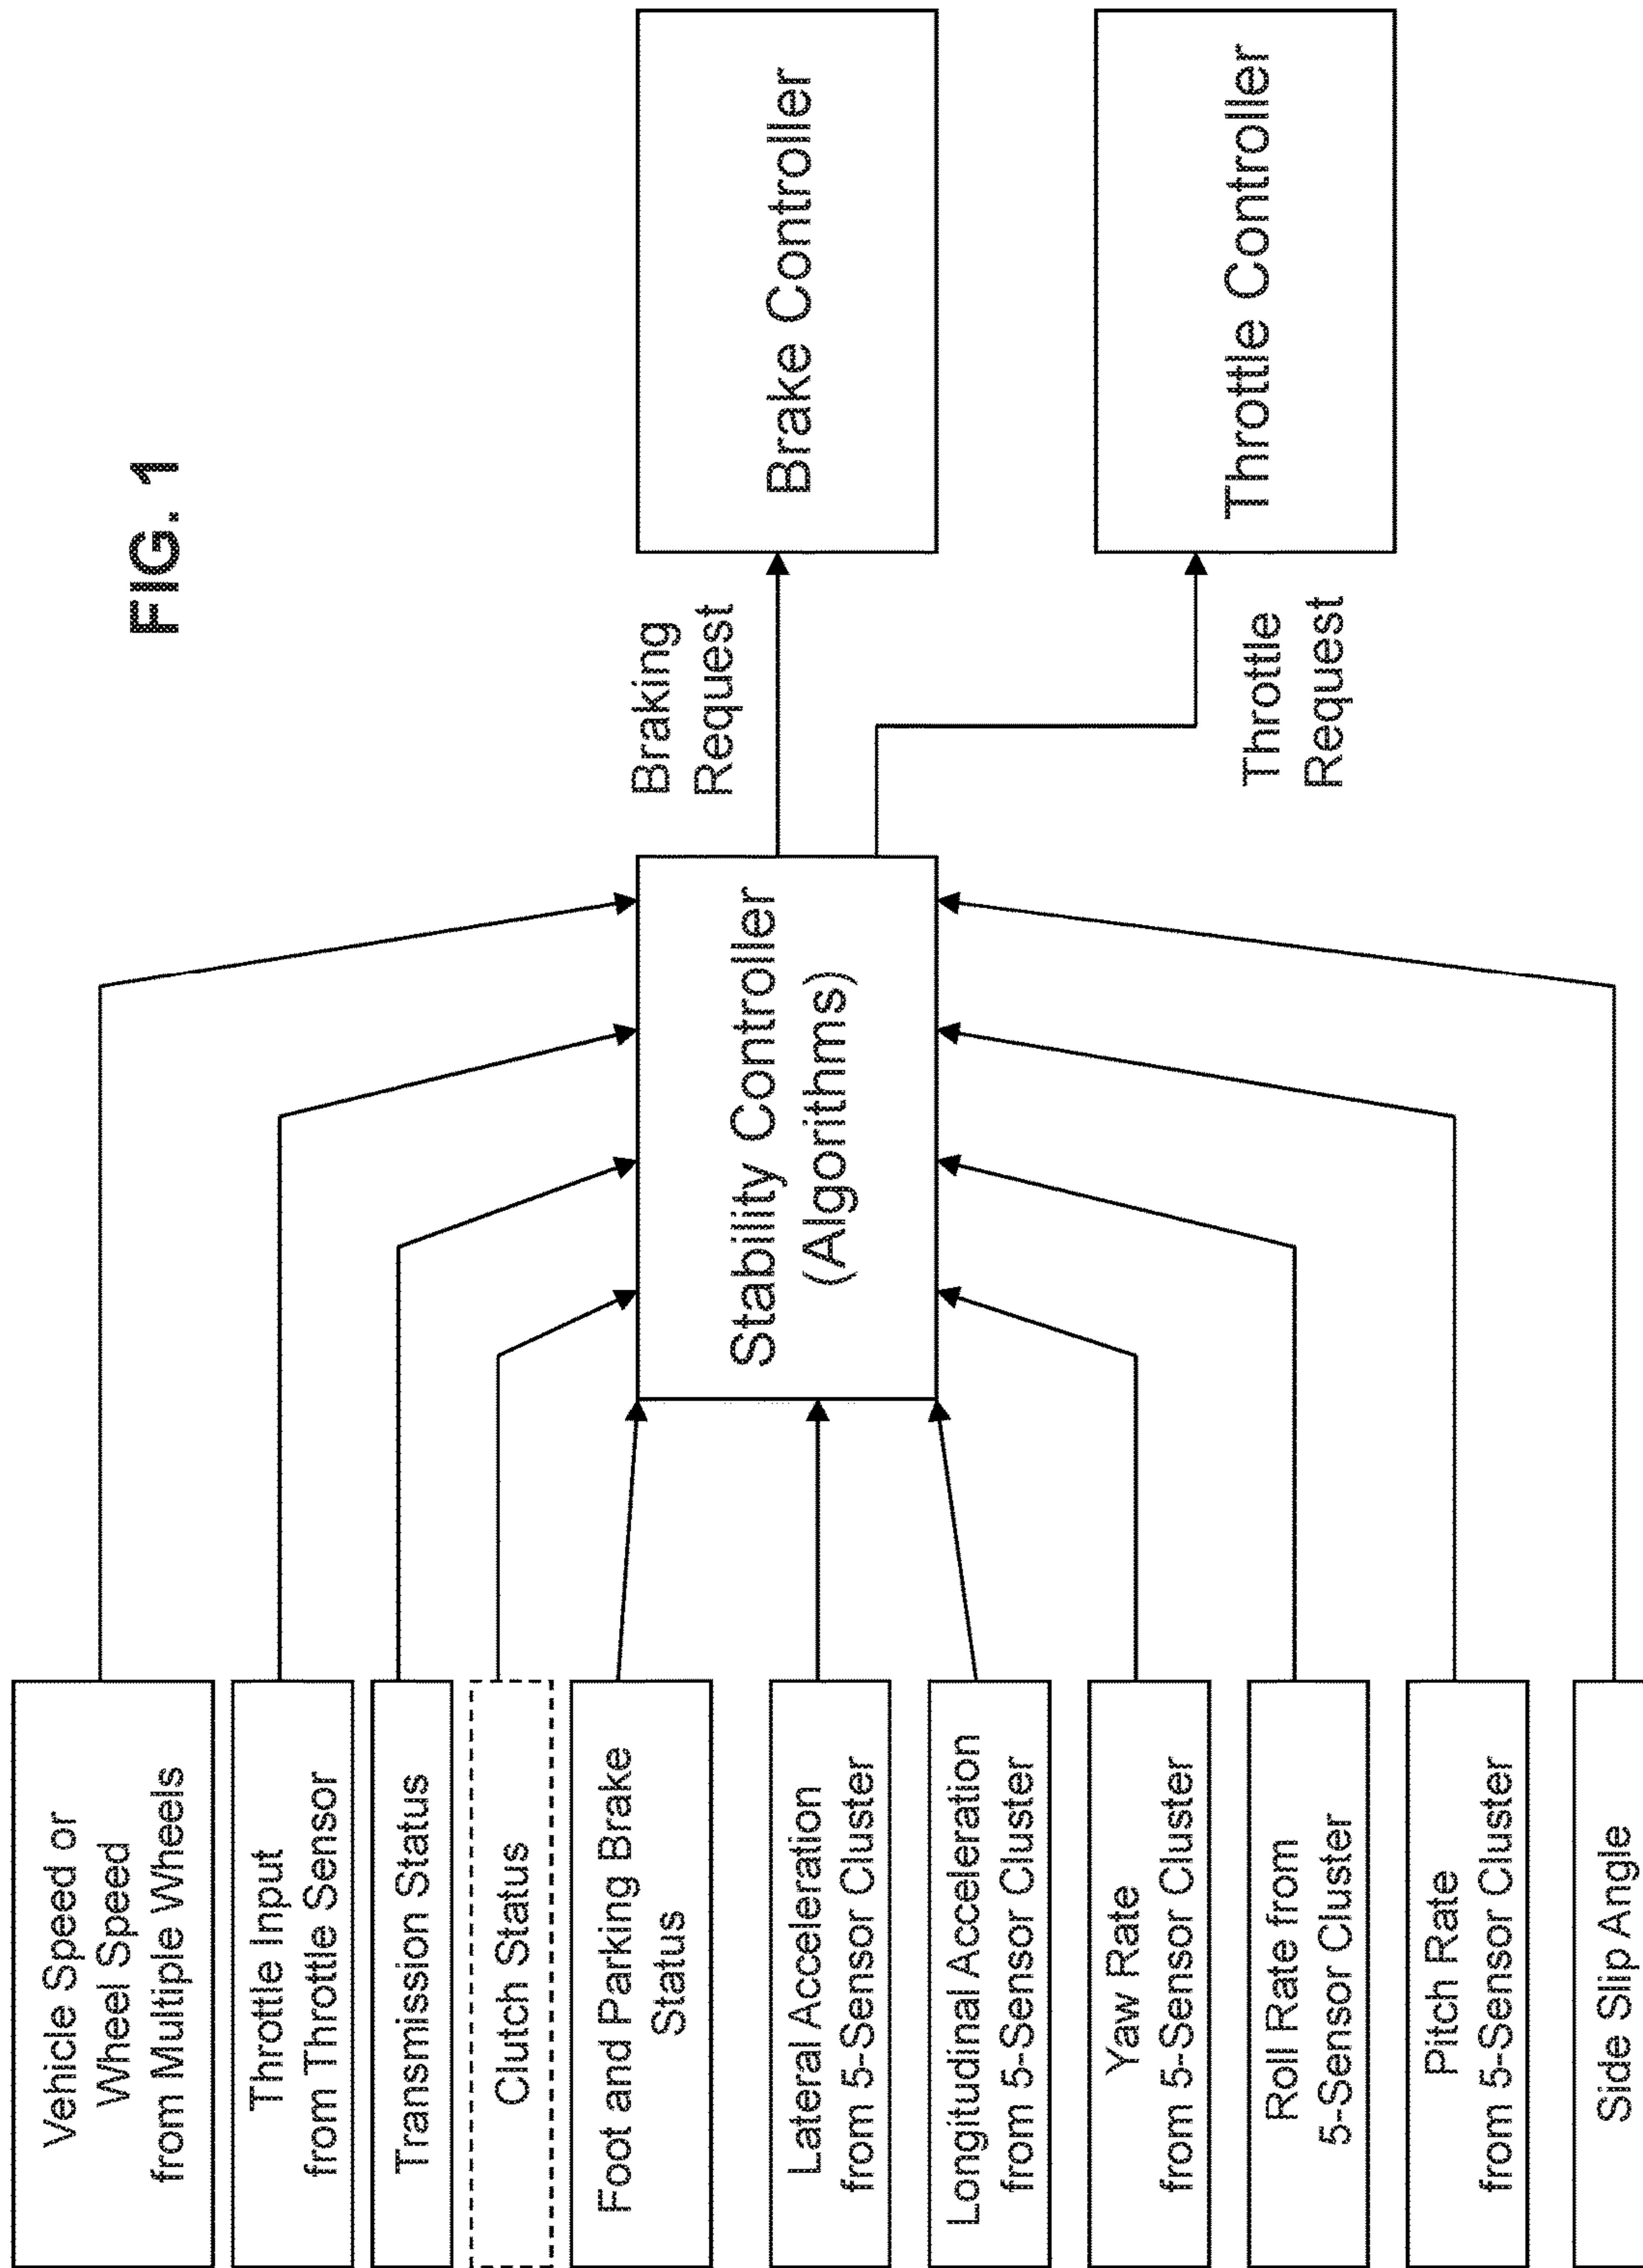 FIG. 1
Vehicle Speed or
Wheel Speed
from Multiple Wheels
Throttle Input
from Throttle Sensor
Transmission Status
Clutch Status
Foot and Parking Brake
Status
Lateral Acceleration
from 5-Sensor Cluster
Longitudinal Acceleration
from 5-Sensor Cluster
Yaw Rate
from 5-Sensor Cluster
Roll Rate from
5-Sensor Cluster
Pitch Rate
from 5-Sensor Cluster
Side Slip Angle
Stability Controller
(Algorithms)
Braking
Request
Throttle
Request
Brake Controller
Throttle Controller